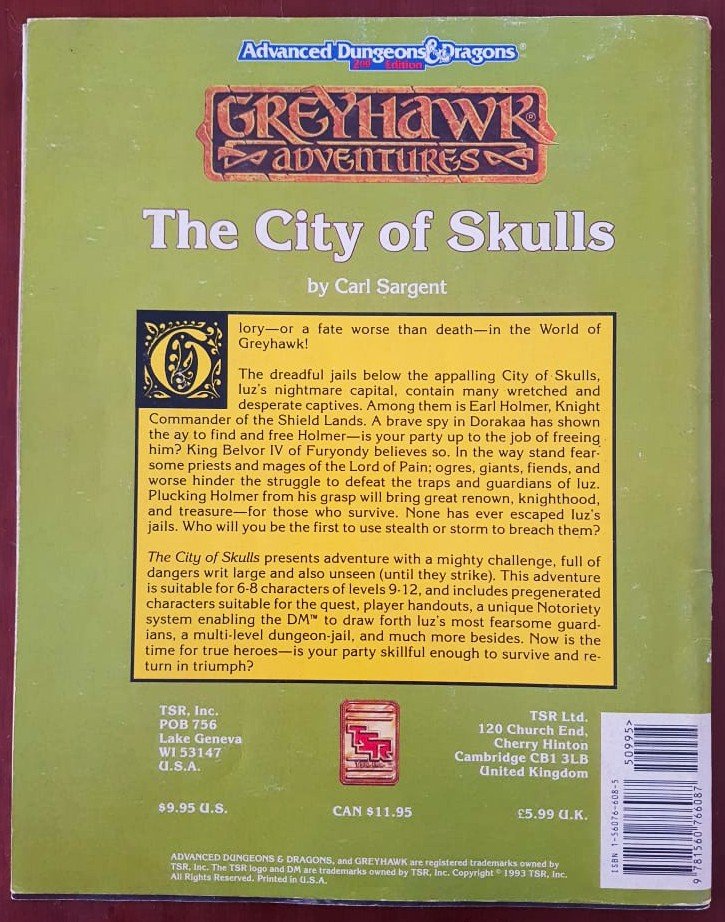 Advanced Dungeons & Dragons®
2nd Edition
GREYHAWK®
ADVENTURES
The City of Skulls
by Carl Sargent
Glory—or a fate worse than death—in the World of
Greyhawk!
The dreadful jails below the appalling City of Skulls,
Iuz's nightmare capital, contain many wretched and
desperate captives. Among them is Earl Holmer, Knight
Commander of the Shield Lands. A brave spy in Dorakaa has shown
the ay to find and free Holmer—is your party up to the job of freeing
him? King Belvor IV of Furyondy believes so. In the way stand fear-
some priests and mages of the Lord of Pain; ogres, giants, fiends, and
worse hinder the struggle to defeat the traps and guardians of Iuz.
Plucking Holmer from his grasp will bring great renown, knighthood,
and treasure—for those who survive. None has ever escaped Iuz's
jails. Who will you be the first to use stealth or storm to breach them?
The City of Skulls presents adventure with a mighty challenge, full of
dangers writ large and also unseen (until they strike). This adventure
is suitable for 6-8 characters of levels 9-12, and includes pregenerated
characters suitable for the quest, player handouts, a unique Notoriety
system enabling the DM™ to draw forth Iuz's most fearsome guard-
ians, a multi-level dungeon-jail, and much more besides. Now is the
time for true heroes—is your party skillful enough to survive and re-
turn in triumph?
TSR, Inc.
POB 756
Lake Geneva
WI 53147
U.S.A.
TSR
TSR Ltd.
120 Church End,
Cherry Hinton
Cambridge CB1 3LB
United Kingdom
$9.95 U.S.
CAN $11.95
£5.99 U.K.
50995>
ISBN 1-56076-608-5
9 781560 766087
ADVANCED DUNGEONS & DRAGONS, and GREYHAWK are registered trademarks owned by
TSR, Inc. The TSR logo and DM are trademarks owned by TSR, Inc. Copyright © 1993 TSR, Inc.
All Rights Reserved. Printed in U.S.A.